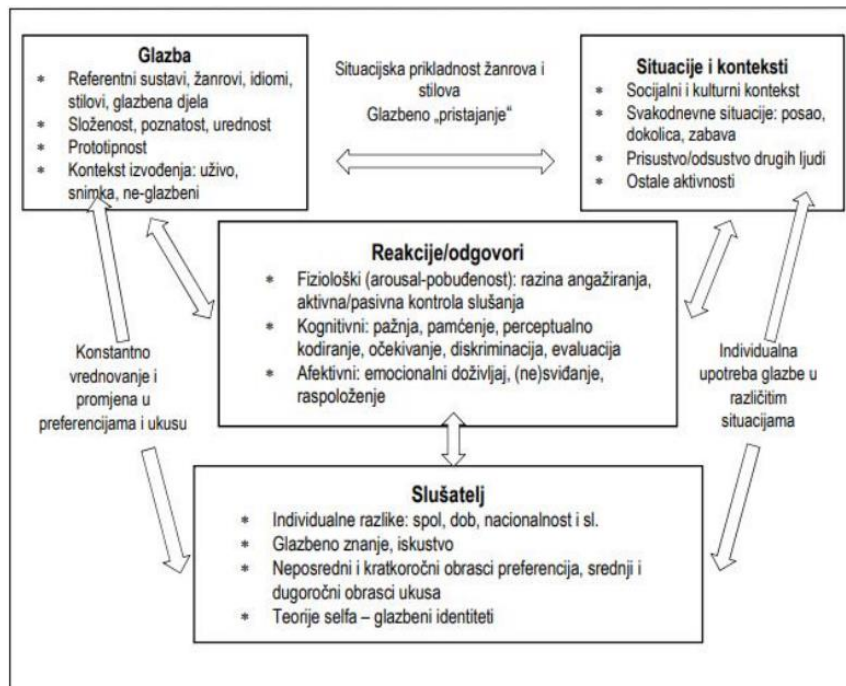 Glazba
* Referentni sustavi, žanrovi, idiomi,
stilovi, glazbena djela
* Složenost, poznatost, urednost
* Prototipnost
* Kontekst izvođenja: uživo,
snimka, ne-glazbeni
Situacijska prikladnost žanrova i
stilova
Glazbeno „pristajanje“
Situacije i konteksti
* Socijalni i kulturni kontekst
* Svakodnevne situacije: posao,
dokolica, zabava
* Prisustvo/odsustvo drugih ljudi
* Ostale aktivnosti
Reakcije/odgovori
* Fiziološki (arousal-pobuđenost): razina angažiranja,
aktivna/pasivna kontrola slušanja
* Kognitivni: pažnja, pamćenje, perceptualno
kodiranje, očekivanje, diskriminacija, evaluacija
* Afektivni: emocionalni doživljaj, (ne)sviđanje,
raspoloženje
Konstantno
vrednovanje i
promjena u
preferencijama i ukusu
Individualna
upotreba glazbe u
različitim
situacijama
Slušatelj
* Individualne razlike: spol, dob, nacionalnost i sl.
* Glazbeno znanje, iskustvo
* Neposredni i kratkoročni obrasci preferencija, srednji i
dugoročni obrasci ukusa
* Teorije selfa – glazbeni identiteti